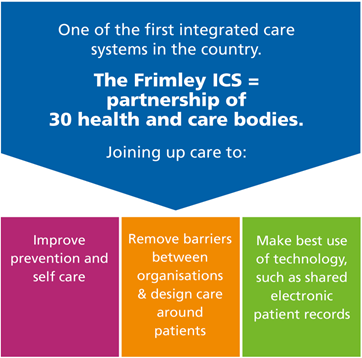 One of the first integrated care
systems in the country.
The Frimley ICS =
partnership of
30 health and care bodies.
Joining up care to:
Improve
prevention and
self care
Remove barriers
between
organisations
& design care
around
patients
Make best use
of technology,
such as shared
electronic
patient records